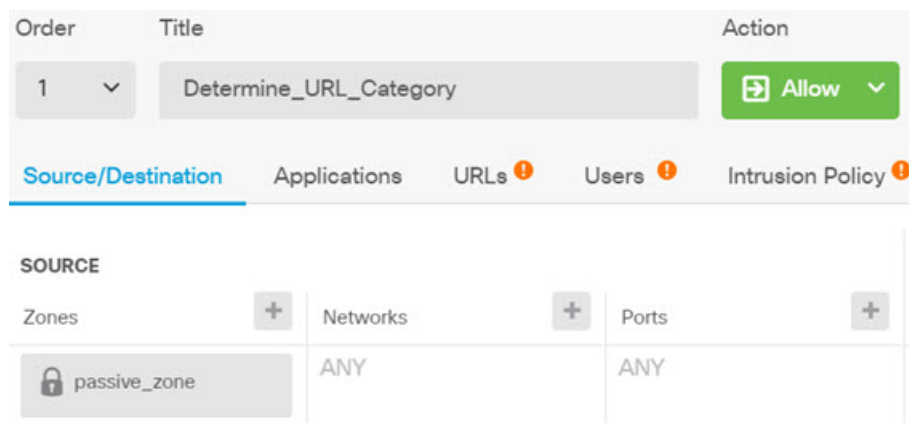 Order Title Action
1 Determine_URL_Category Allow
Source/Destination Applications URLs Users Intrusion Policy
SOURCE
Zones Networks Ports
passive_zone ANY ANY